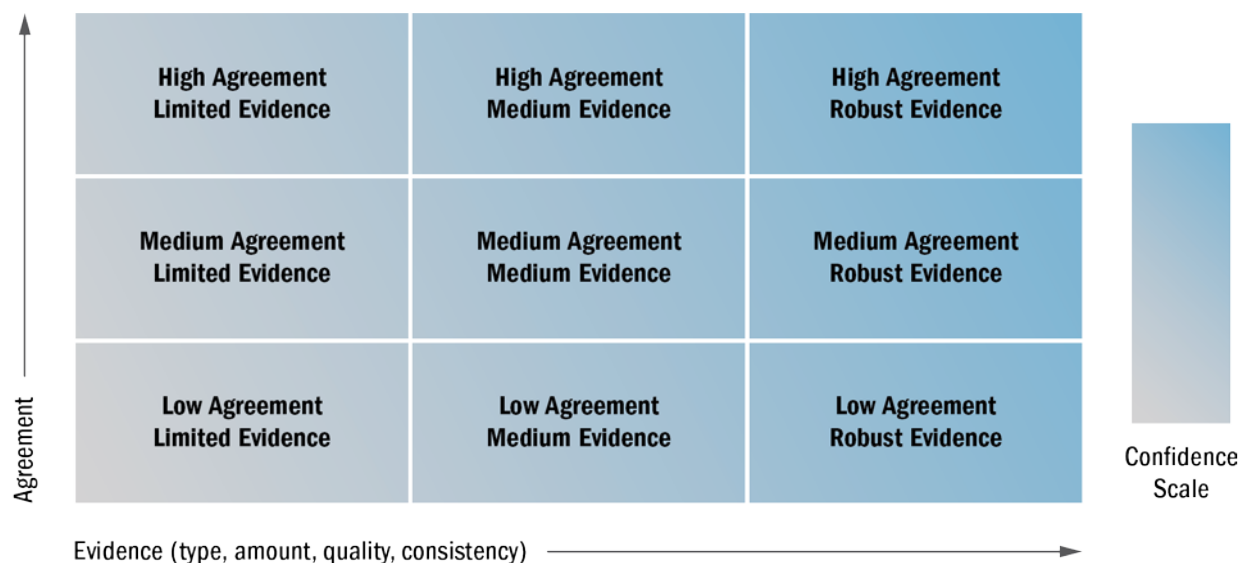 High Agreement
Limited Evidence
High Agreement
Medium Evidence
High Agreement
Robust Evidence
Medium Agreement
Limited Evidence
Medium Agreement
Medium Evidence
Medium Agreement
Robust Evidence
Low Agreement
Limited Evidence
Low Agreement
Medium Evidence
Low Agreement
Robust Evidence
Agreement
Evidence (type, amount, quality, consistency)
Confidence
Scale